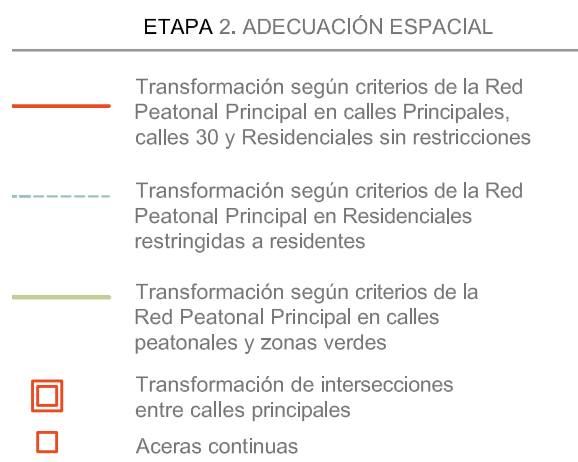 ETAPA 2. ADECUACIÓN ESPACIAL
Transformación según criterios de la Red
Peatonal Principal en calles Principales,
calles 30 y Residenciales sin restricciones
Transformación según criterios de la Red
Peatonal Principal en Residenciales
restringidas a residentes
Transformación según criterios de la
Red Peatonal Principal en calles
peatonales y zonas verdes
Transformación de intersecciones
entre calles principales
Aceras continuas